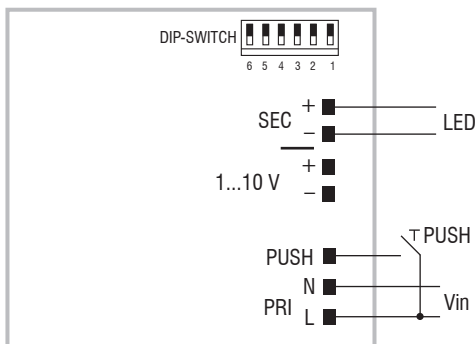 DIP-SWITCH
6 5 4 3 2 1
SEC + −
LED
1...10 V + −
PUSH
PUSH
PRI N L
Vin